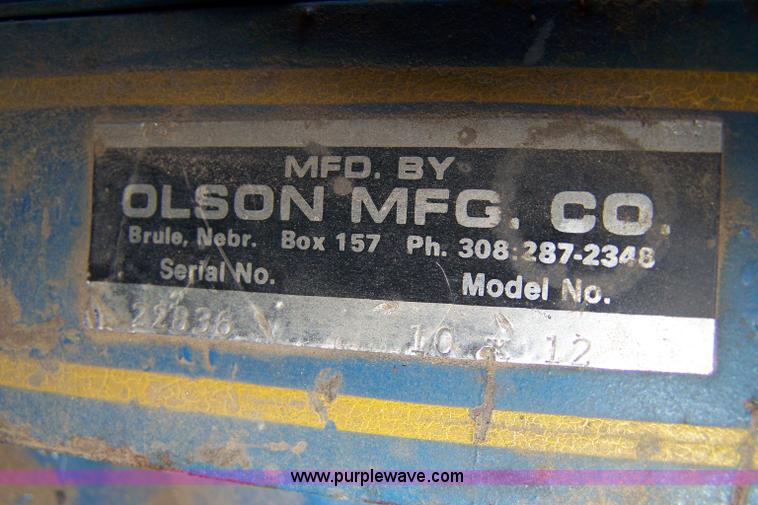 MFD. BY
OLSON MFG. CO.
Brule, Nebr. Box 157 Ph. 308:287-2348
Serial No. Model No.
22036 10 x 12
www.purplewave.com